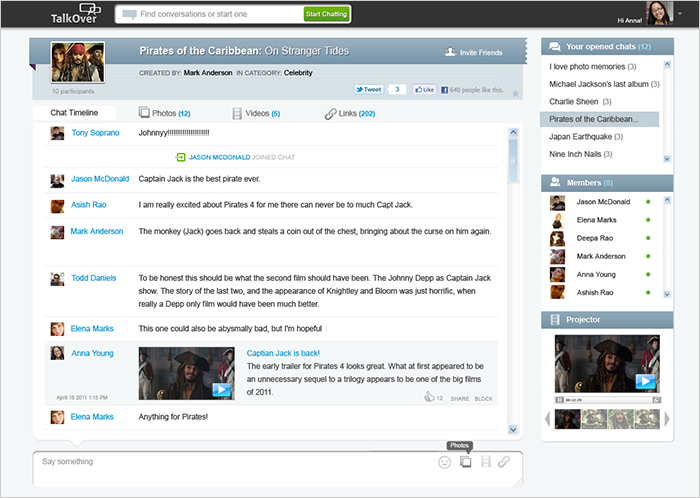 TalkOver
Find conversations or start one
Start Chatting
Hi Anna!
Pirates of the Caribbean: On Stranger Tides
Invite Friends
CREATED BY: Mark Anderson IN CATEGORY: Celebrity
10 participants
Tweet 3 Like 640 people like this.
Chat Timeline
Photos (12)
Videos (5)
Links (202)
Tony Soprano
Johnnyy!!!!!!!!!!!!!!!!!!!!!
JASON MCDONALD JOINED CHAT
Jason McDonald
Captain Jack is the best pirate ever.
Ashish Rao
I am really excited about Pirates 4 for me there can never be to much Capt Jack.
Mark Anderson
The monkey (Jack) goes back and steals a coin out of the chest, bringing about the curse on him again.
Todd Daniels
To be honest this should be what the second film should have been. The Johnny Depp as Captain Jack
show. The story of the last two, and the appearance of Knightley and Bloom was just horrific, when
really a Depp only film would have been much better.
Elena Marks
This one could also be abysmally bad, but I'm hopeful
Anna Young
Captian Jack is back!
The early trailer for Pirates 4 looks great. What at first appeared to be
an unnecessary sequel to a trilogy appears to be one of the big films
of 2011.
April 18 2011 1:15 PM
12 SHARE BLOCK
Elena Marks
Anything for Pirates!
Photos
Say something
Your opened chats (12)
I love photo memories (3)
Michael Jackson's last album (3)
Charlie Sheen (3)
Pirates of the Caribbean...
Japan Earthquake (3)
Nine Inch Nails (3)
Members (8)
Jason McDonald
Elena Marks
Deepa Rao
Mark Anderson
Anna Young
Ashish Rao
Projector